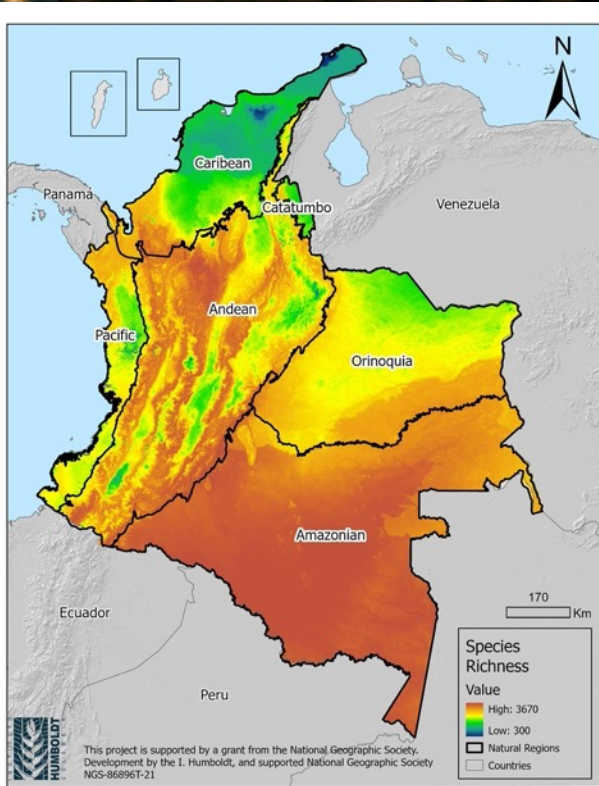 N
Caribean
Panamá
Catatumbo
Venezuela
Andean
Pacific
Orinoquia
Amazonian
170
Km
Ecuador
Peru
Species
Richness
Value
High: 3670
Low: 300
Natural Regions
Countries
HUMBOLDT
This project is supported by a grant from the National Geographic Society.
Development by the I. Humboldt, and supported National Geographic Society
NGS-86896T-21